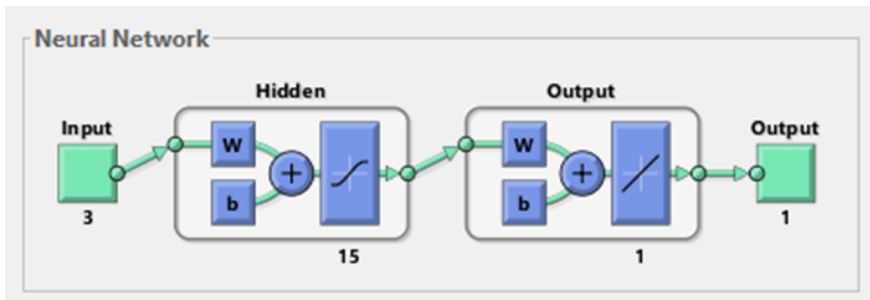 Neural Network
Hidden
Output
Input
Output
W
W
+
+
b
b
3
1
15
1